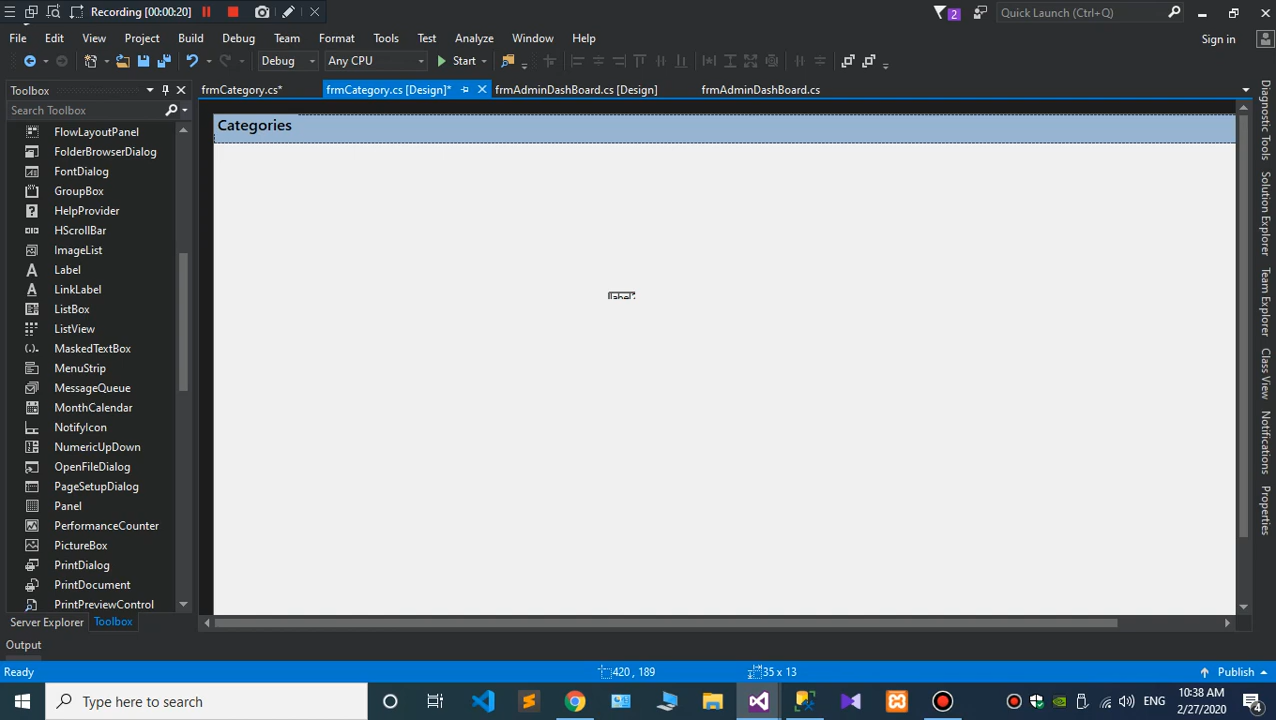 Recording [00:00:20]
Quick Launch (Ctrl+Q)
2
File Edit View Project Build Debug Team Format Tools Test Analyze Window Help
Sign in
Debug Any CPU Start
Toolbox
frmCategory.cs* frmCategory.cs [Design]* frmAdminDashBoard.cs [Design] frmAdminDashBoard.cs
Search Toolbox
Categories
FlowLayoutPanel
FolderBrowserDialog
FontDialog
GroupBox
HelpProvider
HScrollBar
ImageList
Label
LinkLabel
ListBox
ListView
MaskedTextBox
MenuStrip
MessageQueue
MonthCalendar
NotifyIcon
NumericUpDown
OpenFileDialog
PageSetupDialog
Panel
PerformanceCounter
PictureBox
PrintDialog
PrintDocument
PrintPreviewControl
Server Explorer Toolbox
Diagnostic Tools
Solution Explorer
Team Explorer
Class View
Notifications
Properties
Output
Ready 420 , 189 35 x 13 Publish
Type here to search
ENG
10:38 AM
2/27/2020
4